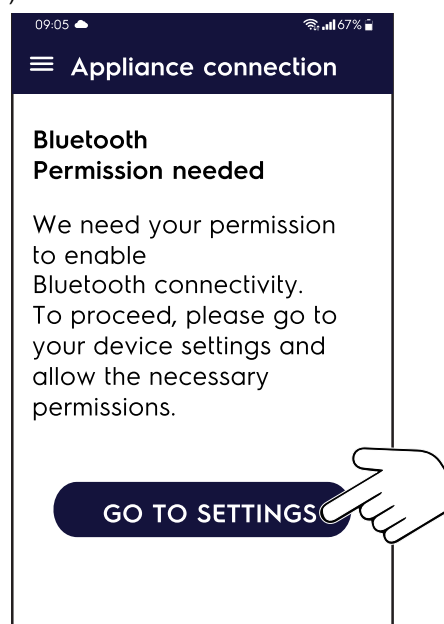 09:05 67%
Appliance connection
Bluetooth
Permission needed
We need your permission
to enable
Bluetooth connectivity.
To proceed, please go to
your device settings and
allow the necessary
permissions.
GO TO SETTINGS